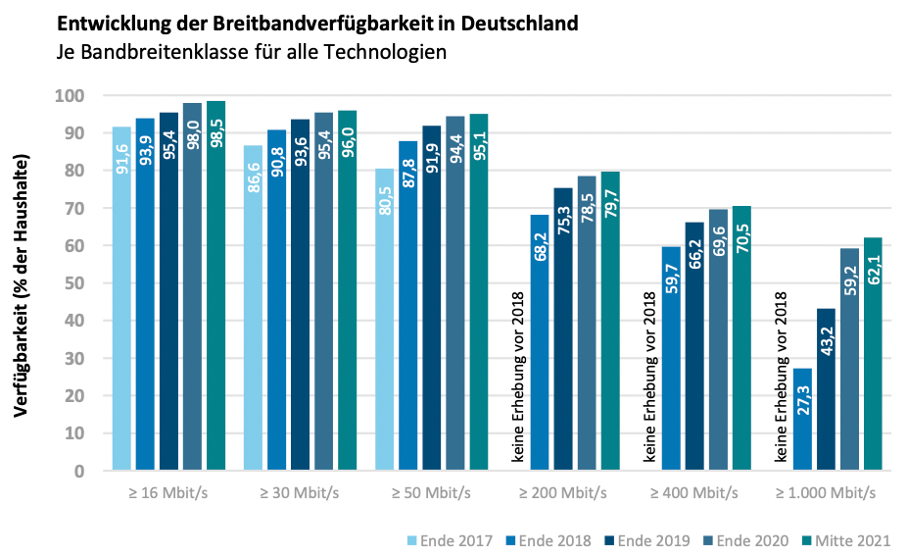 Entwicklung der Breitbandverfügbarkeit in Deutschland
Je Bandbreitenklasse für alle Technologien
Verfügbarkeit (% der Haushalte)
100
90
80
70
60
50
40
30
20
10
0
91,6
93,9
95,4
98,0
98,5
86,6
90,8
93,6
95,4
96,0
80,5
87,8
91,9
94,4
95,1
keine Erhebung vor 2018
68,2
75,3
78,5
79,7
keine Erhebung vor 2018
59,7
66,2
69,6
70,5
keine Erhebung vor 2018
27,3
43,2
59,2
62,1
≥ 16 Mbit/s
≥ 30 Mbit/s
≥ 50 Mbit/s
≥ 200 Mbit/s
≥ 400 Mbit/s
≥ 1.000 Mbit/s
Ende 2017
Ende 2018
Ende 2019
Ende 2020
Mitte 2021